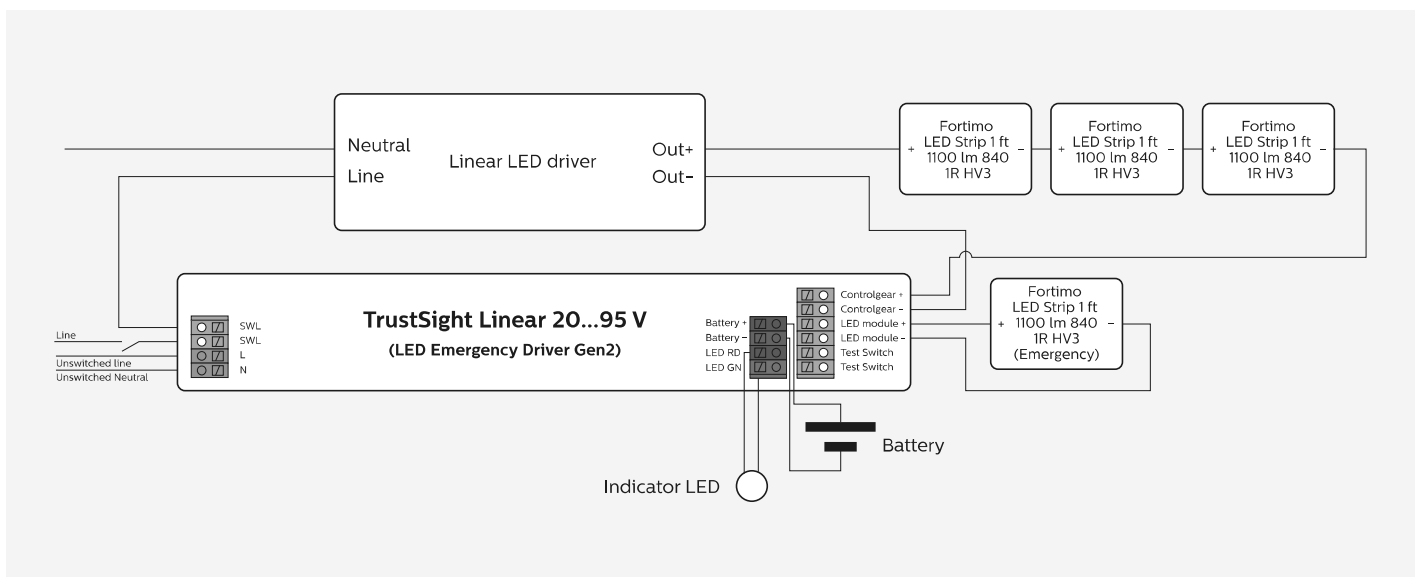 Neutral
Line
Linear LED driver
Out+
Out-
+ Fortimo -
LED Strip 1 ft
1100 lm 840
1R HV3
+ Fortimo -
LED Strip 1 ft
1100 lm 840
1R HV3
+ Fortimo -
LED Strip 1 ft
1100 lm 840
1R HV3
TrustSight Linear 20...95 V
(LED Emergency Driver Gen2)
Line
Unswitched line
Unswitched Neutral
SWL
SWL
L
N
Battery +
Battery -
LED RD
LED GN
Controlgear +
Controlgear -
LED module +
LED module -
Test Switch
Test Switch
+ Fortimo -
LED Strip 1 ft
1100 lm 840
1R HV3
(Emergency)
Battery
Indicator LED